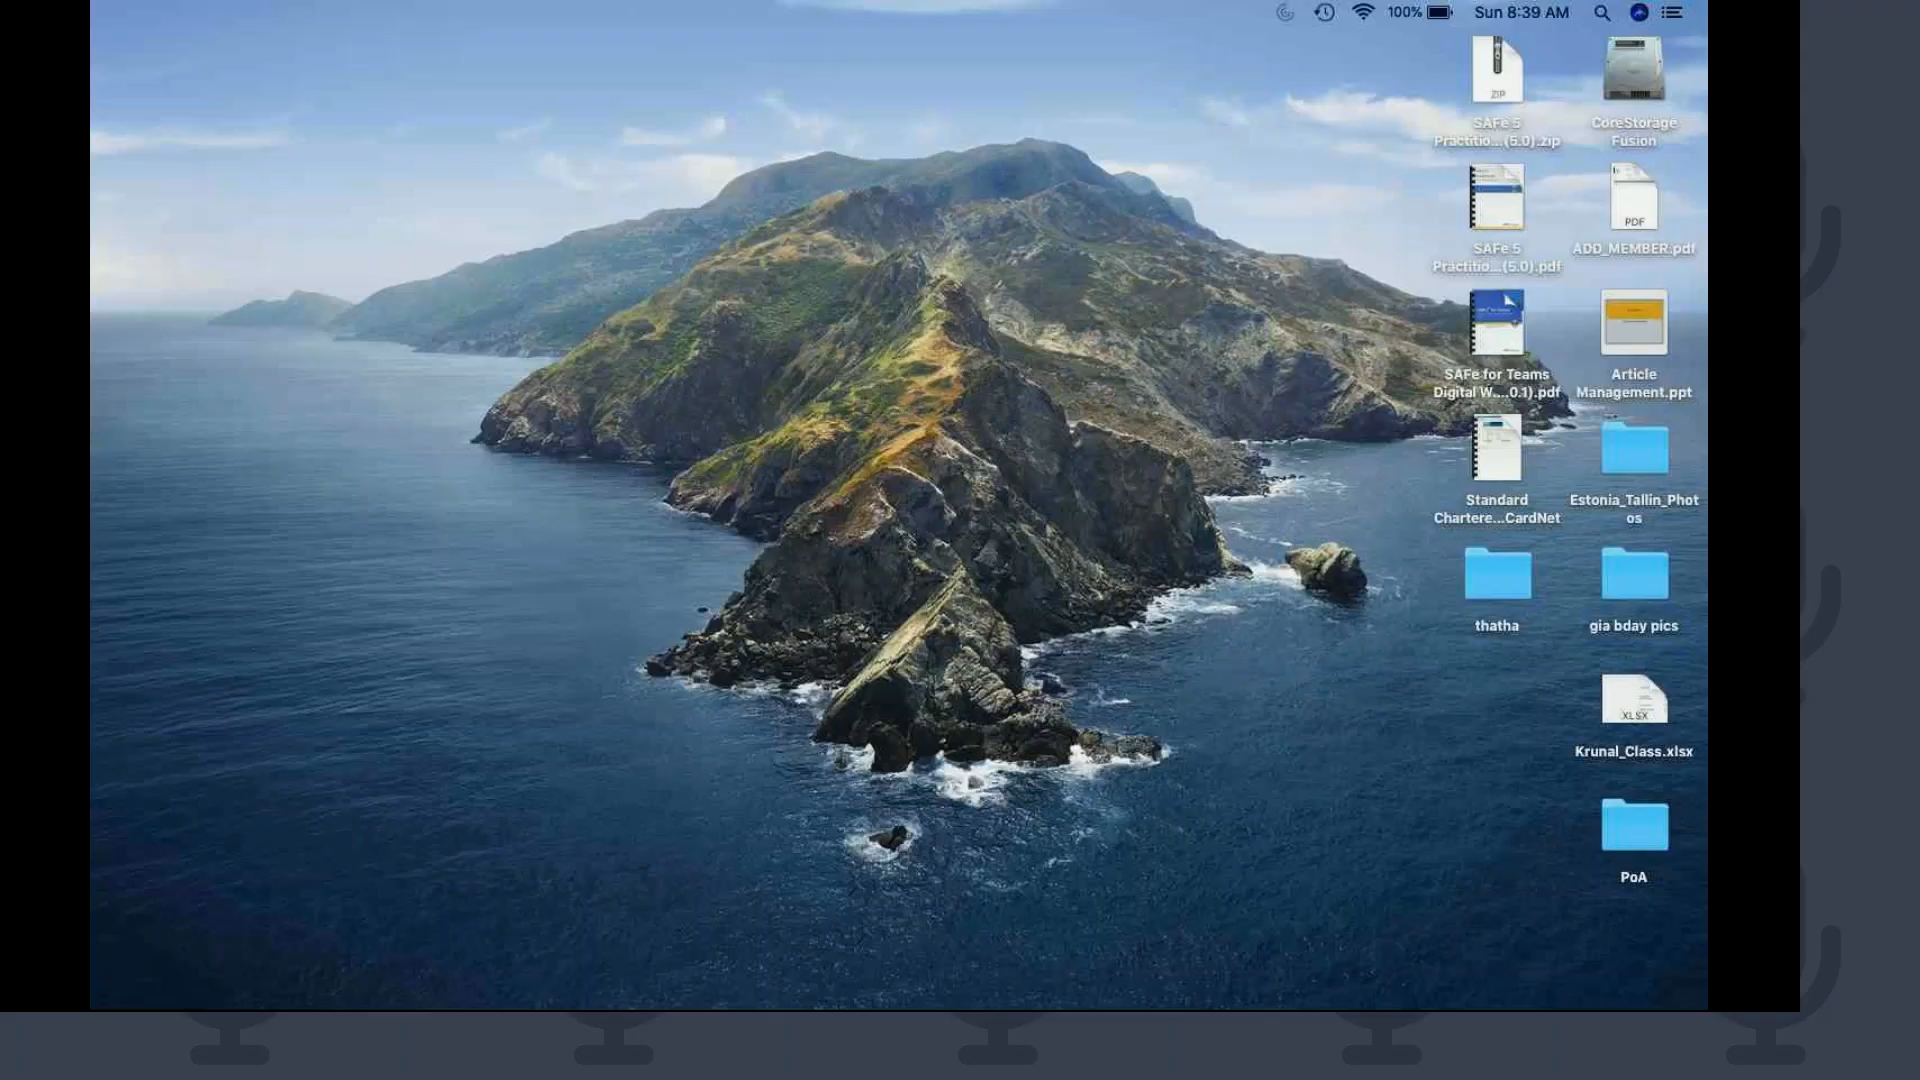 100%
Sun 8:39 AM
ZIP
SAFe 5
Practitio...(5.0).zip
CoreStorage
Fusion
SAFe 5
Practitio...(5.0).pdf
PDF
ADD_MEMBER.pdf
SAFe for Teams
Digital W....0.1).pdf
Article
Management.ppt
Standard
Chartere...CardNet
Estonia_Tallin_Phot
os
thatha
gia bday pics
XLSX
Krunal_Class.xlsx
PoA